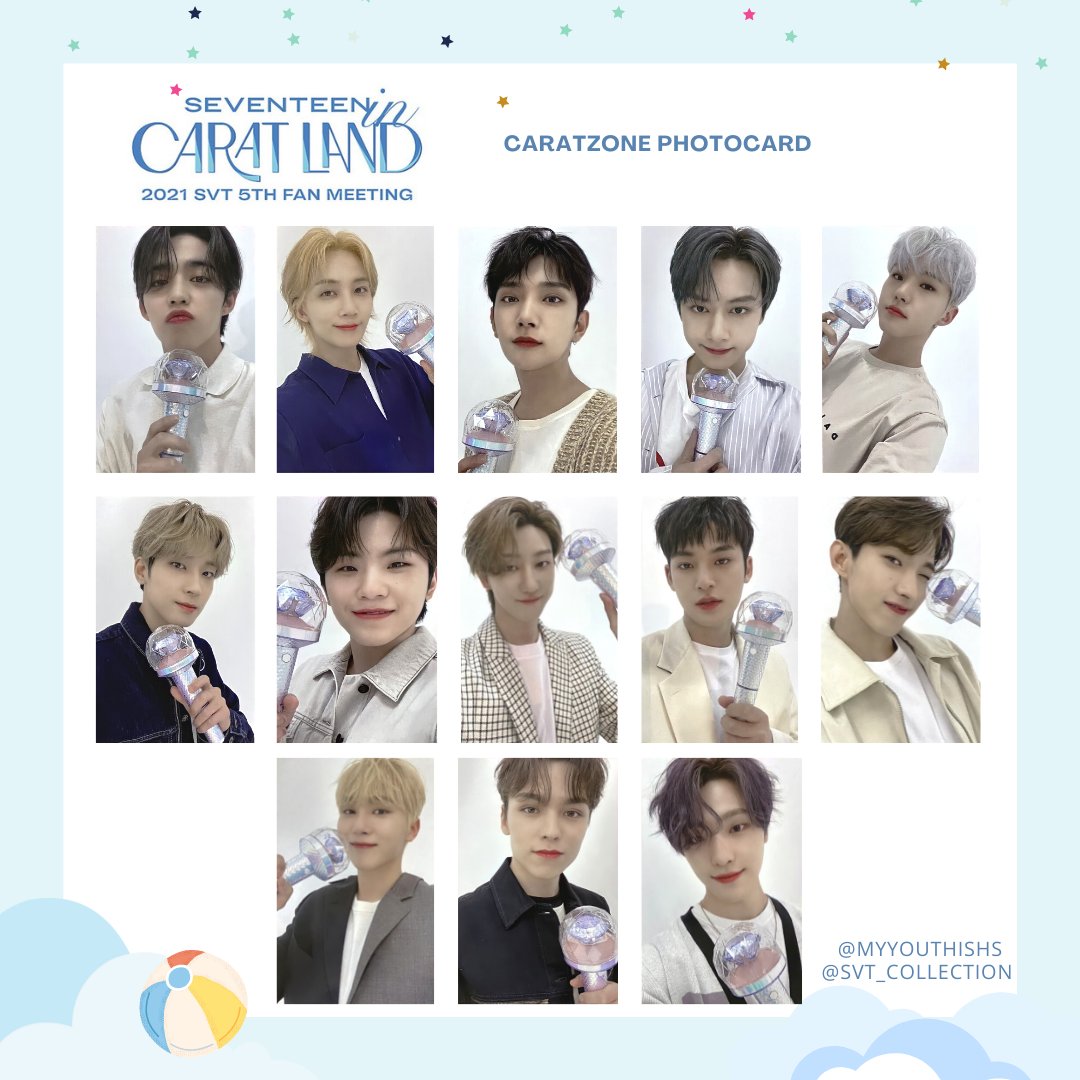 SEVENTEEN in
CARAT LAND
2021 SVT 5TH FAN MEETING
CARATZONE PHOTOCARD
@MYYOUTHISHS
@SVT_COLLECTION